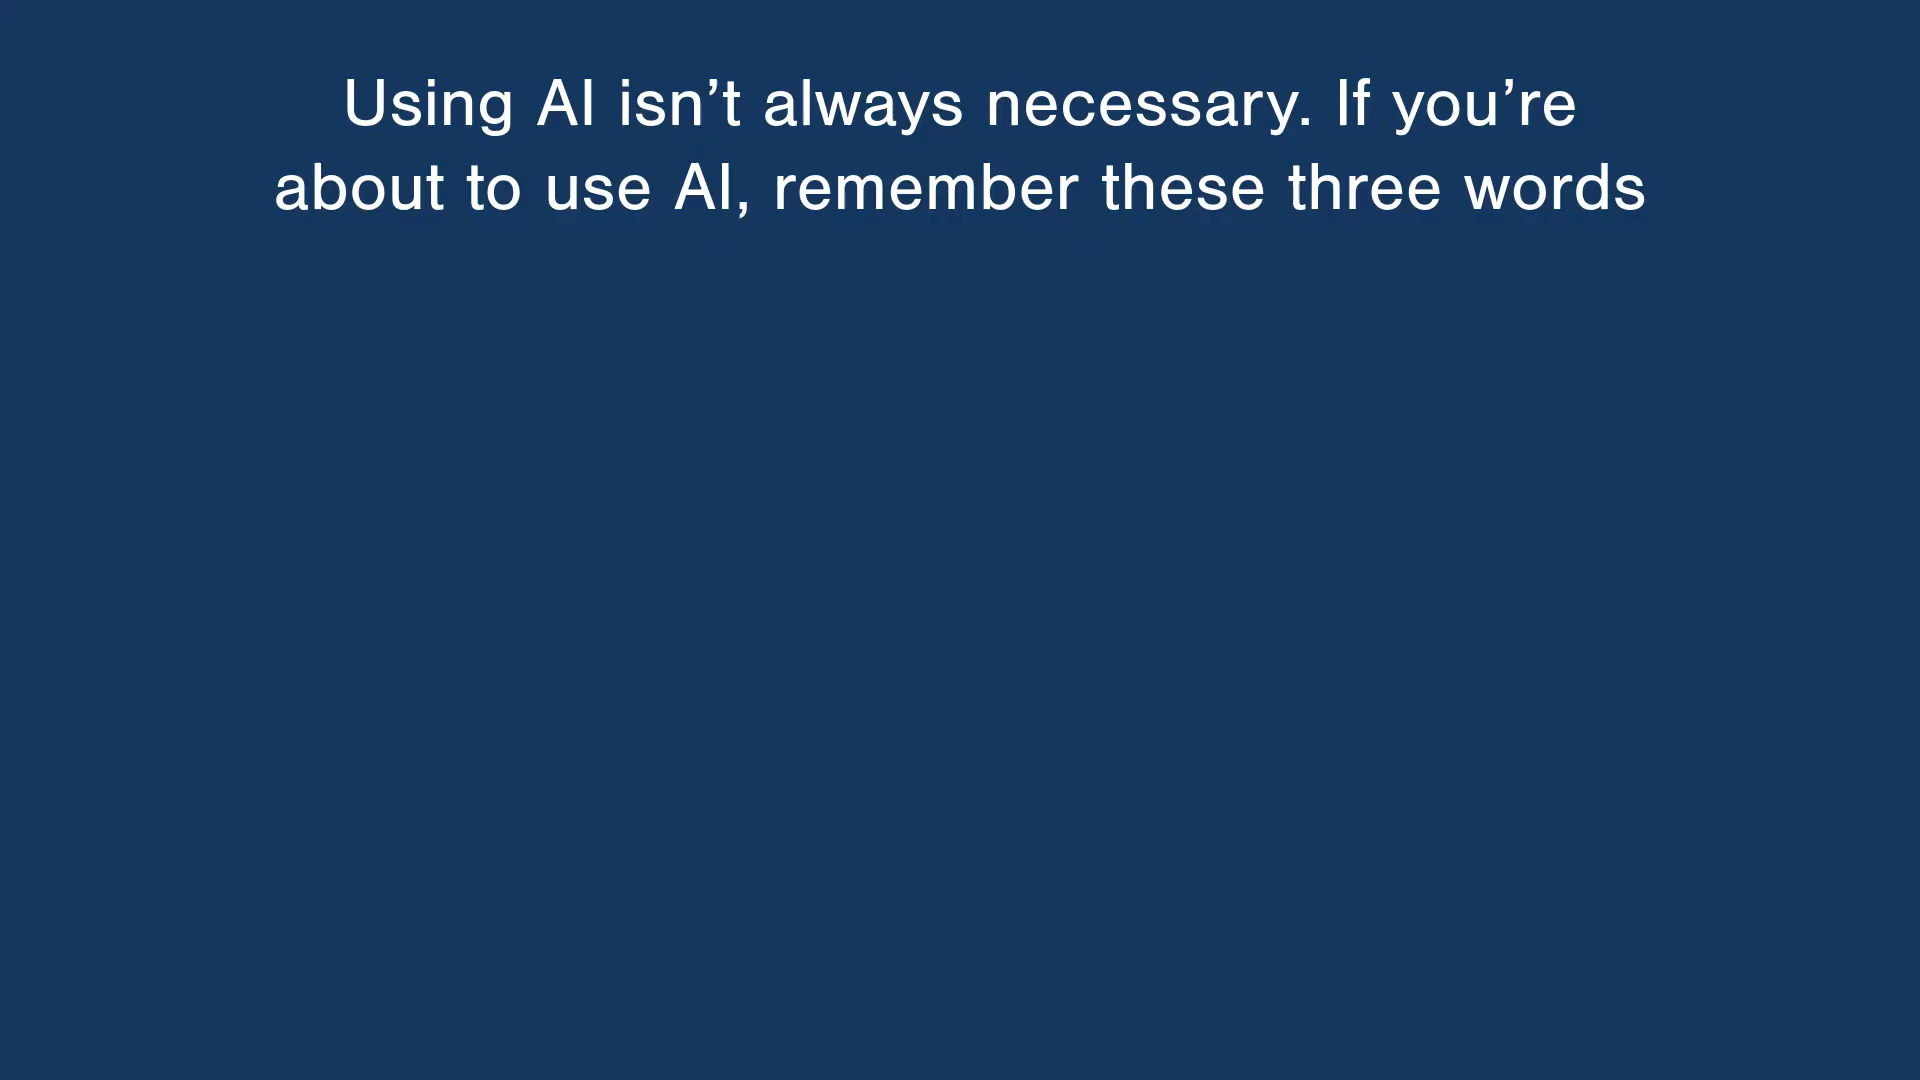 Using AI isn’t always necessary. If you’re
about to use AI, remember these three words